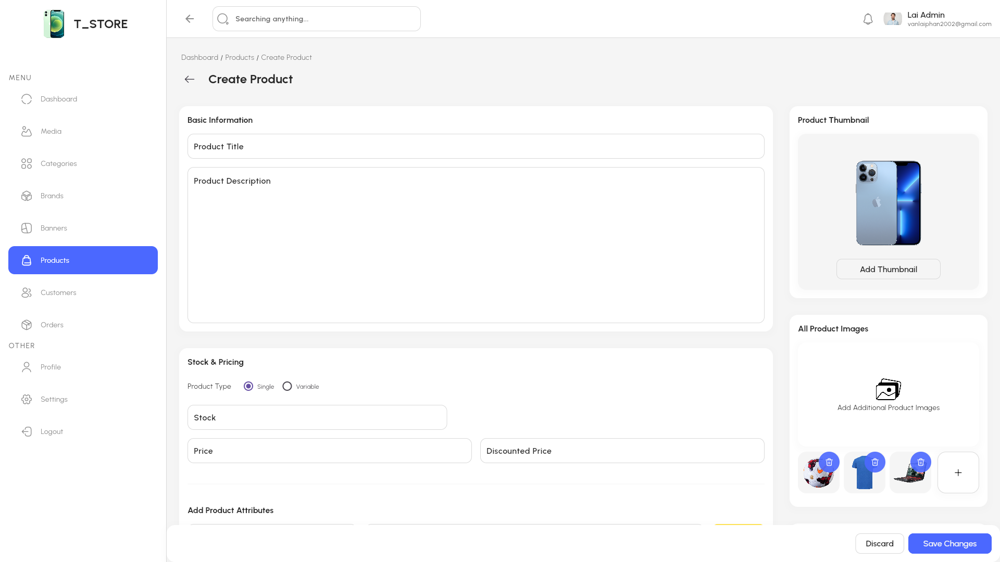 T_STORE
MENU
Dashboard
Media
Categories
Brands
Banners
Products
Customers
Orders
OTHER
Profile
Settings
Logout
Searching anything...
Lai Admin
vanlaiphan2002@gmail.com
Dashboard / Products / Create Product
Create Product
Basic Information
Product Title
Product Description
Stock & Pricing
Product Type
Single
Variable
Stock
Price
Discounted Price
Add Product Attributes
Product Thumbnail
Add Thumbnail
All Product Images
Add Additional Product Images
Discard
Save Changes